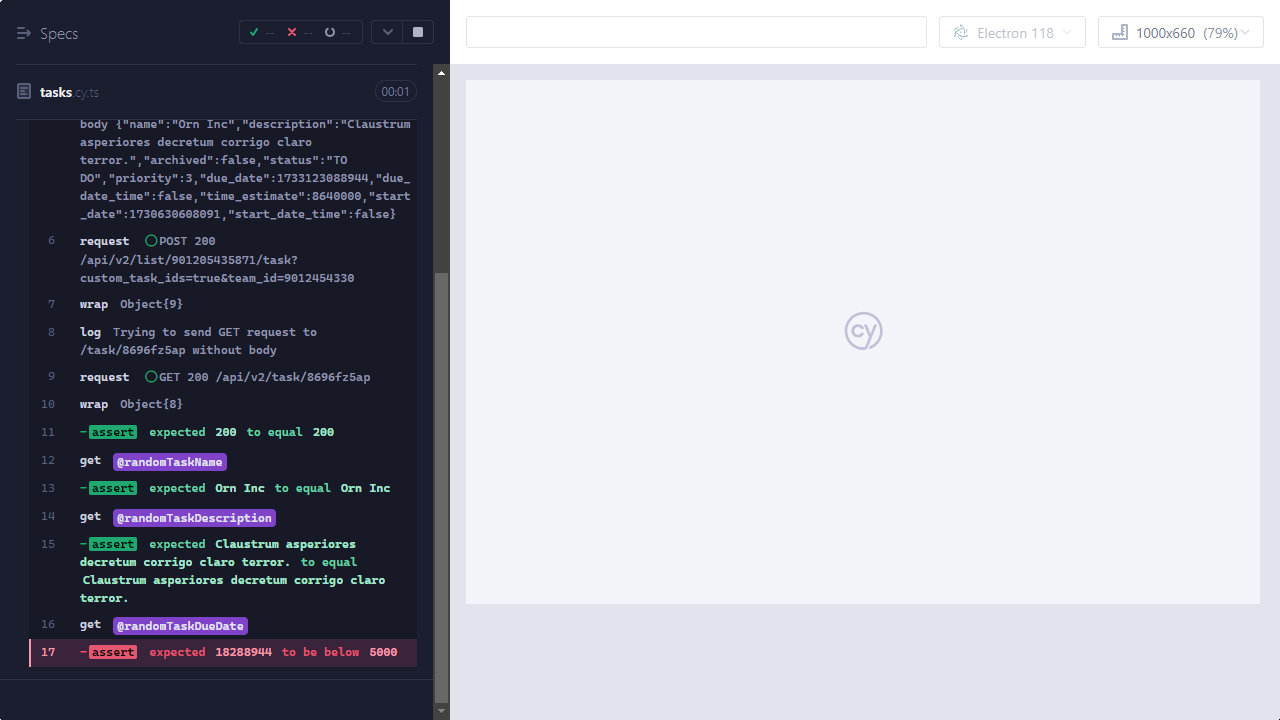 Specs
--
--
--
Electron 118
1000x660 (79%)
tasks.cy.ts
00:01
body {"name":"Orn Inc","description":"Claustrum
asperiores decretum corrigo claro
terror.","archived":false,"status":"TO
DO","priority":3,"due_date":1733123088944,"due_
date_time":false,"time_estimate":8640000,"start
_date":1730630608091,"start_date_time":false}
6 request POST 200
/api/v2/list/901205435871/task?
custom_task_ids=true&team_id=9012454330
7 wrap Object{9}
8 log Trying to send GET request to
/task/8696fz5ap without body
9 request GET 200 /api/v2/task/8696fz5ap
10 wrap Object{8}
11 -assert expected 200 to equal 200
12 get @randomTaskName
13 -assert expected Orn Inc to equal Orn Inc
14 get @randomTaskDescription
15 -assert expected Claustrum asperiores
decretum corrigo claro terror. to equal
Claustrum asperiores decretum corrigo claro
terror.
16 get @randomTaskDueDate
17 -assert expected 18288944 to be below 5000
cy